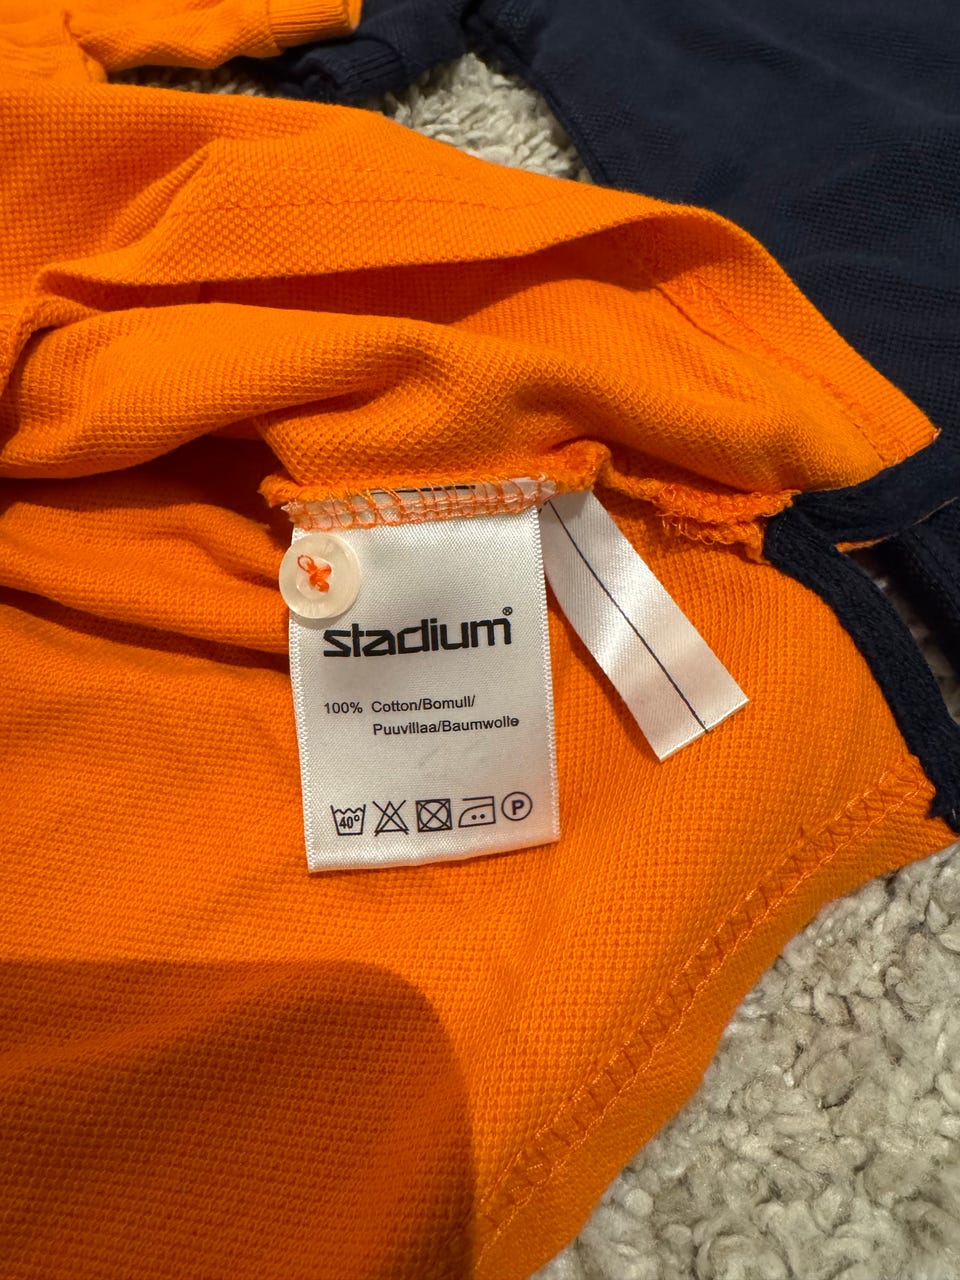 stadium®
100% Cotton/Bomull/
Puuvillaa/Baumwolle
40° P